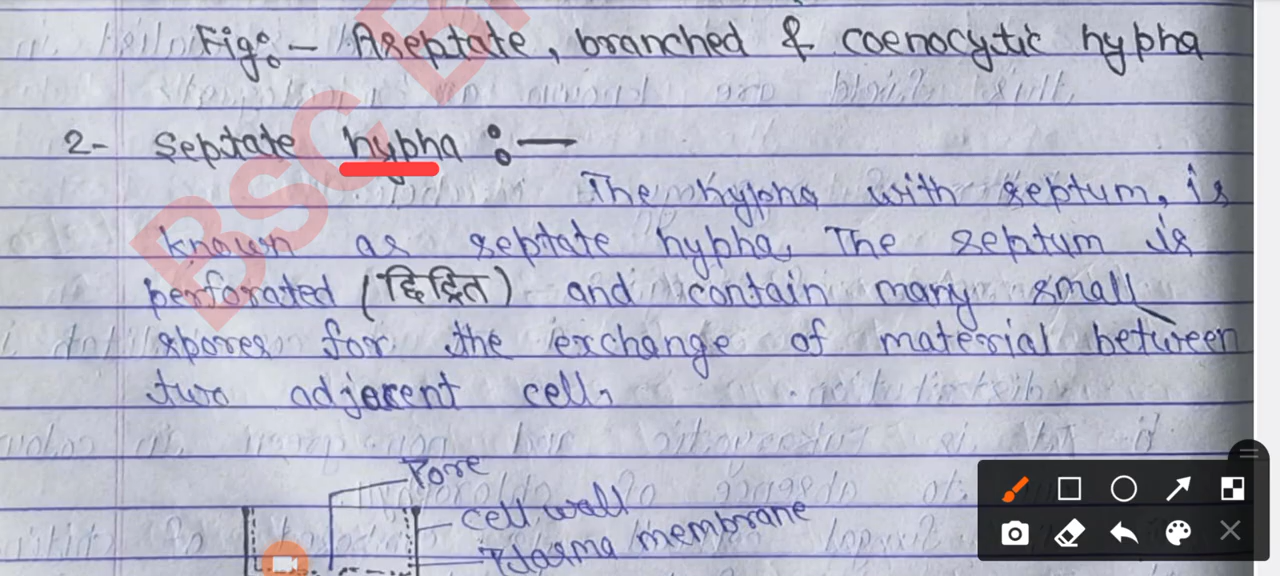 Fig:- Aseptate, branched & coenocytic hypha
2- Septate hypha :—
The hypha with septum, is
known as septate hypha, The septum is
perforated (छिद्रित) and contain many small
spores for the exchange of material between
two adjecent cell,
Pore
cell wall
Plasma membrane
BSC